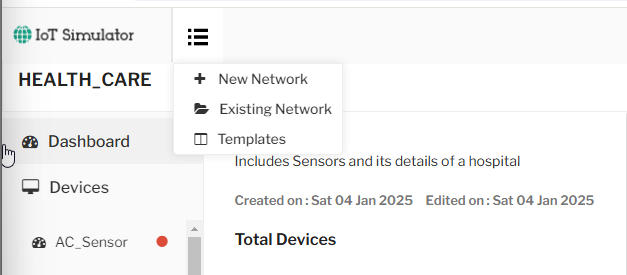 IoT Simulator
HEALTH_CARE
New Network
Existing Network
Templates
Dashboard
Devices
AC_Sensor
Includes Sensors and its details of a hospital
Created on : Sat 04 Jan 2025 Edited on : Sat 04 Jan 2025
Total Devices